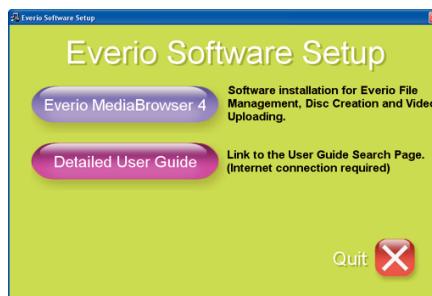 Everio Software Setup
Everio Software Setup
Everio MediaBrowser 4
Software installation for Everio File
Management, Disc Creation and Video
Uploading.
Detailed User Guide
Link to the User Guide Search Page.
(Internet connection required)
Quit